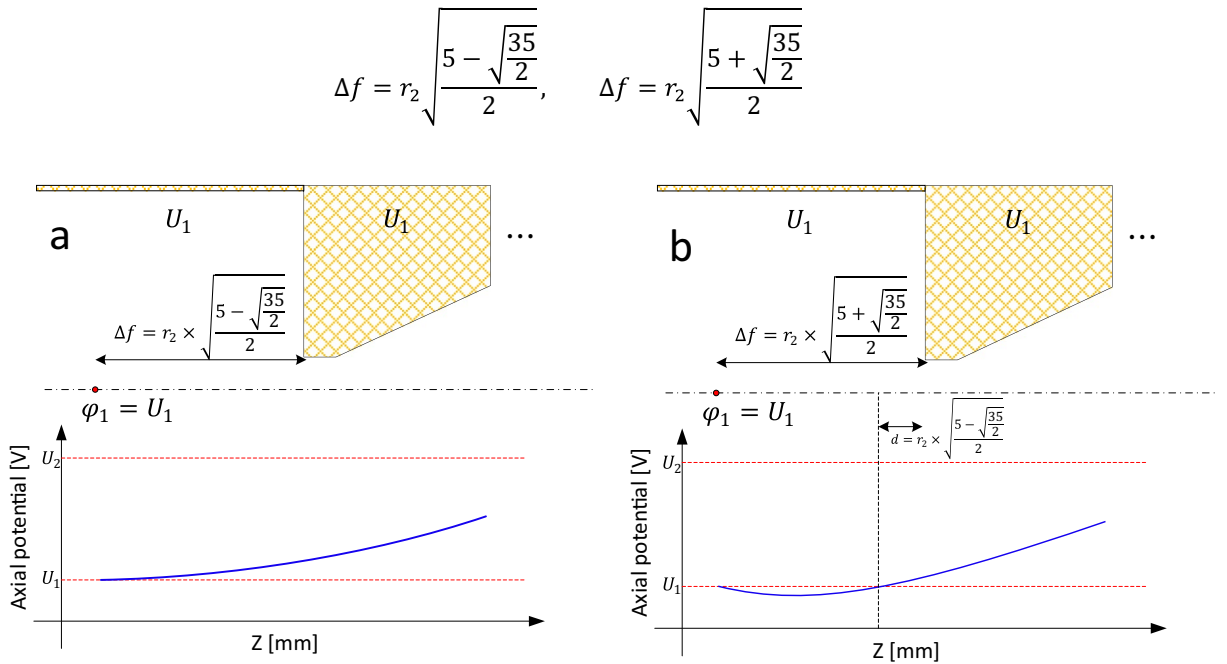 Δf = r₂√((5 − √(35/2))/2), Δf = r₂√((5 + √(35/2))/2)
a
U₁
U₁
...
Δf = r₂ × √((5 − √(35/2))/2)
φ₁ = U₁
Axial potential [V]
U₂
U₁
Z [mm]
b
U₁
U₁
...
Δf = r₂ × √((5 + √(35/2))/2)
φ₁ = U₁
d = r₂ × √((5 − √(35/2))/2)
Axial potential [V]
U₂
U₁
Z [mm]